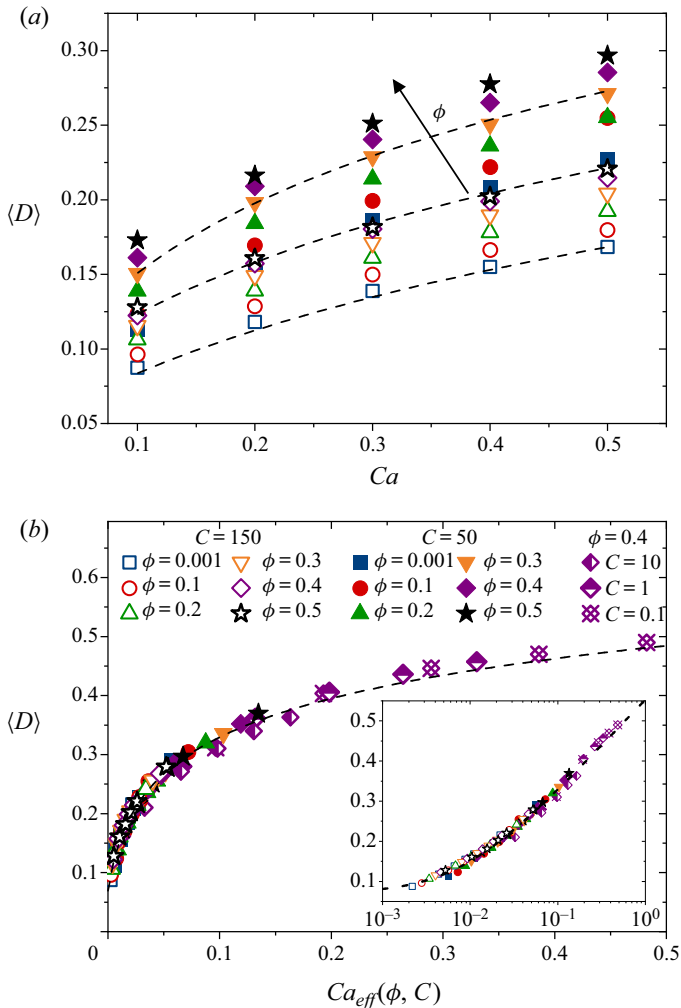 (a)
0.30
0.25
ϕ
⟨D⟩
0.20
0.15
0.10
0.05
0.1 0.2 0.3 0.4 0.5
Ca
(b)
C = 150 C = 50 ϕ = 0.4
0.6
ϕ = 0.001 ϕ = 0.3 ϕ = 0.001 ϕ = 0.3 C = 10
ϕ = 0.1 ϕ = 0.4 ϕ = 0.1 ϕ = 0.4 C = 1
0.5
ϕ = 0.2 ϕ = 0.5 ϕ = 0.2 ϕ = 0.5 C = 0.1
⟨D⟩
0.4
0.3
0.2
0.1
0.5
0.4
0.3
0.2
0.1
10⁻³ 10⁻² 10⁻¹ 10⁰
0 0.1 0.2 0.3 0.4 0.5
Ca_eff(ϕ, C)